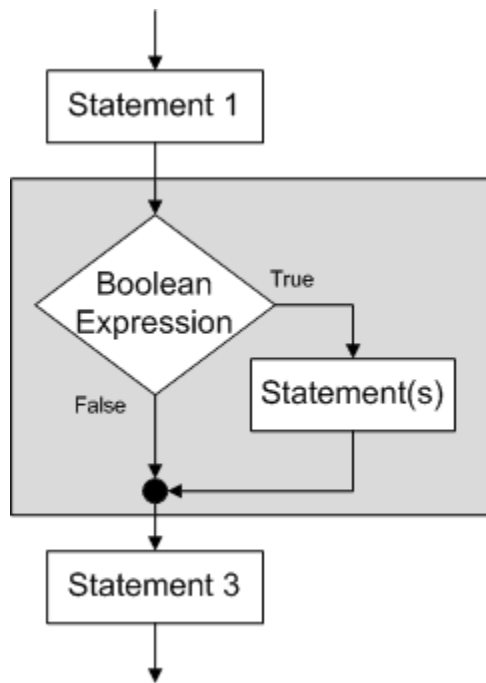 Statement 1
Boolean
Expression
True
Statement(s)
False
Statement 3